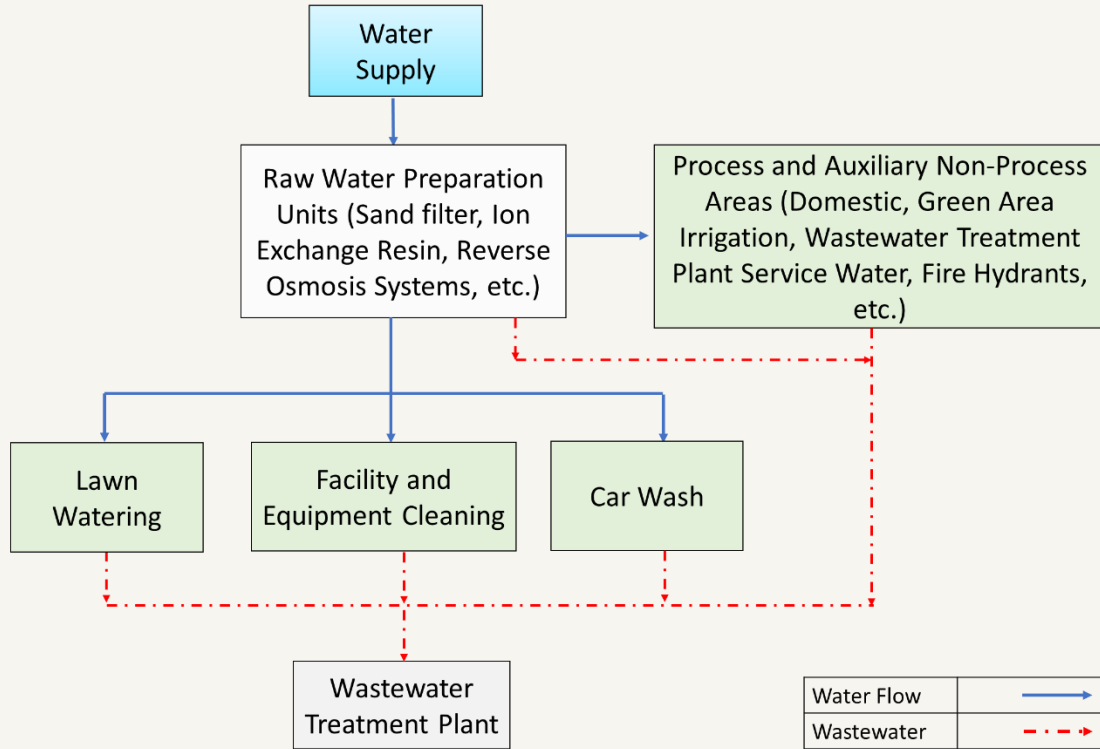 Water
Supply
Raw Water Preparation
Units (Sand filter, Ion
Exchange Resin, Reverse
Osmosis Systems, etc.)
Process and Auxiliary Non-Process
Areas (Domestic, Green Area
Irrigation, Wastewater Treatment
Plant Service Water, Fire Hydrants,
etc.)
Lawn
Watering
Facility and
Equipment Cleaning
Car Wash
Wastewater
Treatment Plant
Water Flow
Wastewater